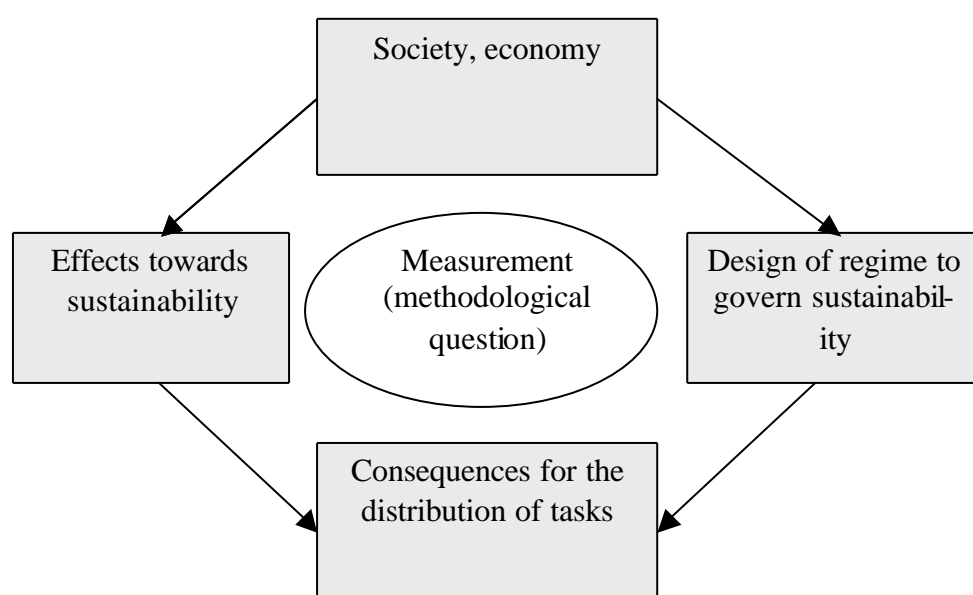 Society, economy
Effects towards
sustainability
Measurement
(methodological
question)
Design of regime to
govern sustainabil-
ity
Consequences for the
distribution of tasks